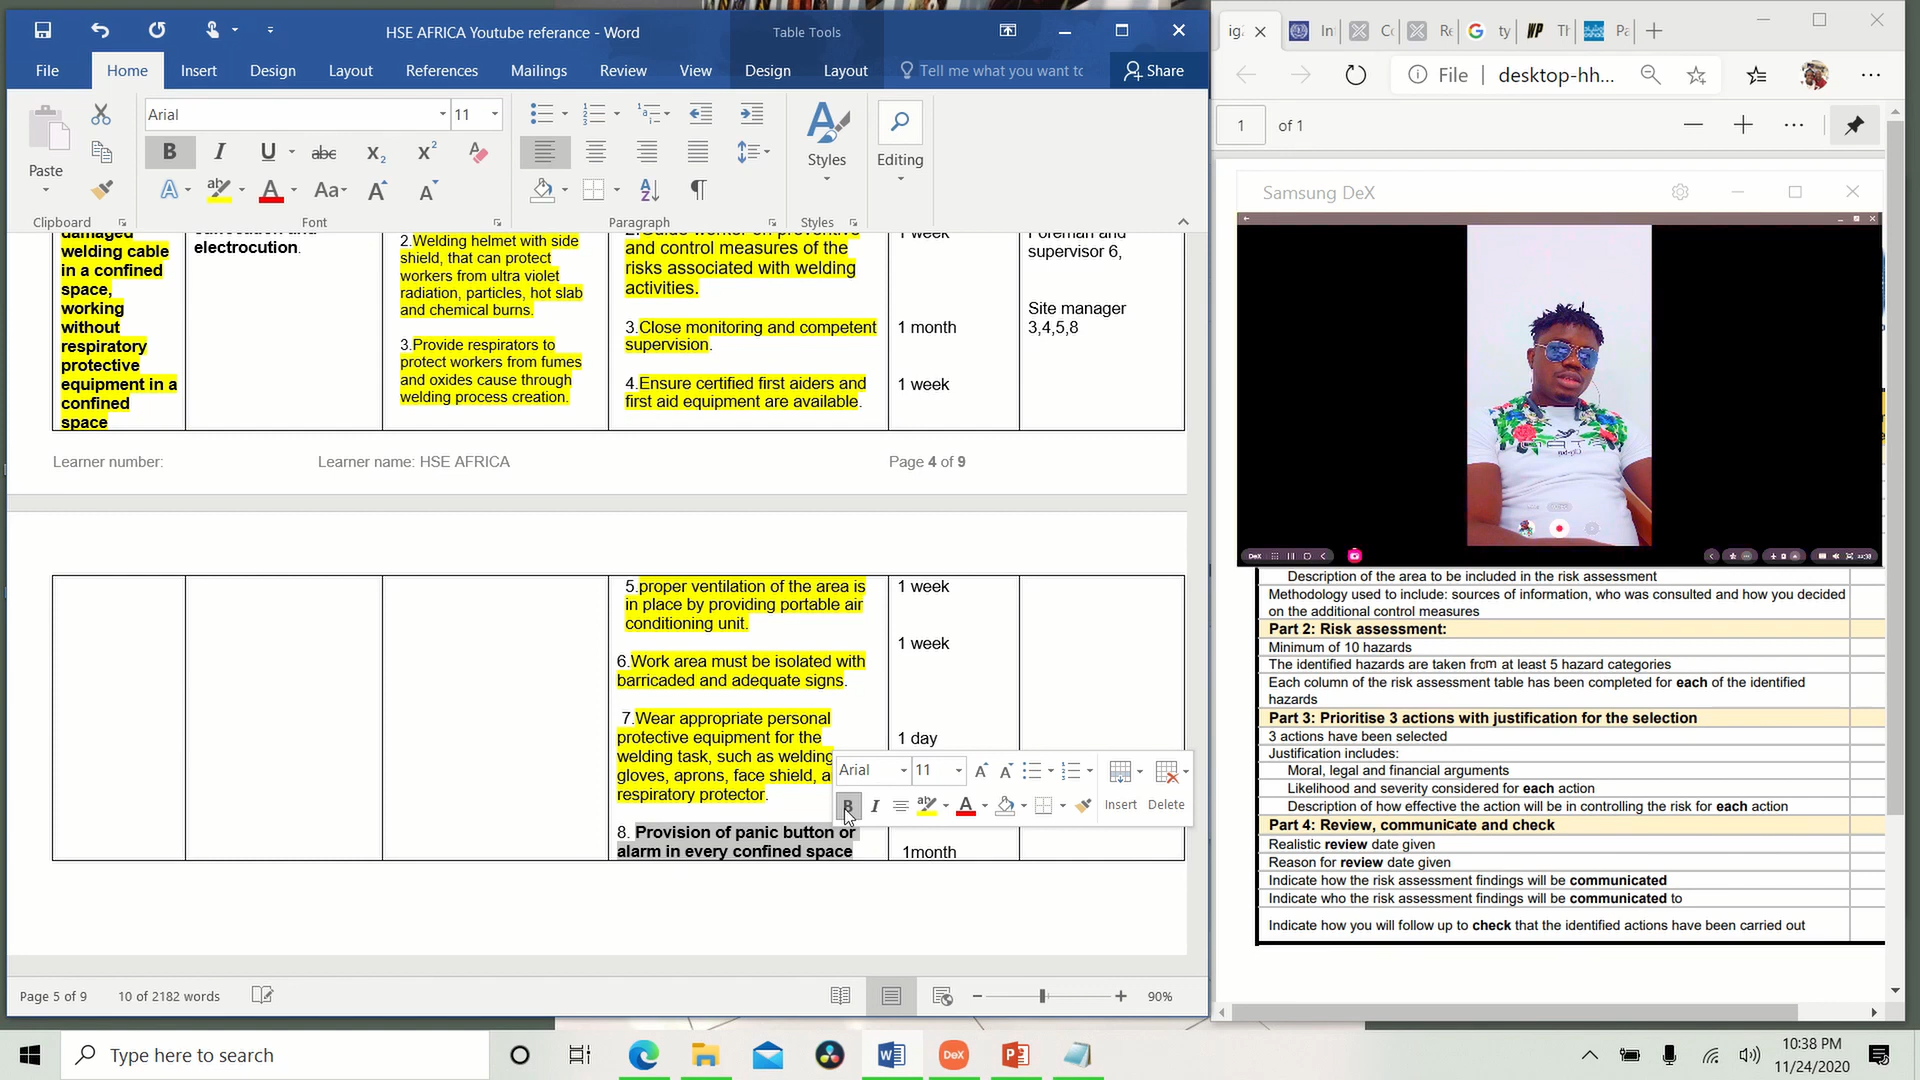 HSE AFRICA Youtube referance - Word
Table Tools
File Home Insert Design Layout References Mailings Review View Design Layout Tell me what you want to Share
Paste
Arial 11
Styles
Editing
Clipboard Font Paragraph Styles
damaged
welding cable
in a confined
space,
working
without
respiratory
protective
equipment in a
confined
space
electrocution.
2.Welding helmet with side
shield, that can protect
workers from ultra violet
radiation, particles, hot slab
and chemical burns.
3.Provide respirators to
protect workers from fumes
and oxides cause through
welding process creation.
and control measures of the
risks associated with welding
activities.
3.Close monitoring and competent
supervision.
4.Ensure certified first aiders and
first aid equipment are available.
1 week
1 month
1 week
Foreman and
supervisor 6,
Site manager
3,4,5,8
Learner number: Learner name: HSE AFRICA Page 4 of 9
5.proper ventilation of the area is
in place by providing portable air
conditioning unit.
6.Work area must be isolated with
barricaded and adequate signs.
7.Wear appropriate personal
protective equipment for the
welding task, such as welding
gloves, aprons, face shield, a
respiratory protector.
8. Provision of panic button or
alarm in every confined space
1 week
1 week
1 day
1month
Arial 11
Insert Delete
Page 5 of 9 10 of 2182 words 90%
File desktop-hh...
1 of 1
Samsung DeX
Description of the area to be included in the risk assessment
Methodology used to include: sources of information, who was consulted and how you decided
on the additional control measures
Part 2: Risk assessment:
Minimum of 10 hazards
The identified hazards are taken from at least 5 hazard categories
Each column of the risk assessment table has been completed for each of the identified
hazards
Part 3: Prioritise 3 actions with justification for the selection
3 actions have been selected
Justification includes:
Moral, legal and financial arguments
Likelihood and severity considered for each action
Description of how effective the action will be in controlling the risk for each action
Part 4: Review, communicate and check
Realistic review date given
Reason for review date given
Indicate how the risk assessment findings will be communicated
Indicate who the risk assessment findings will be communicated to
Indicate how you will follow up to check that the identified actions have been carried out
Type here to search
DeX
10:38 PM
11/24/2020